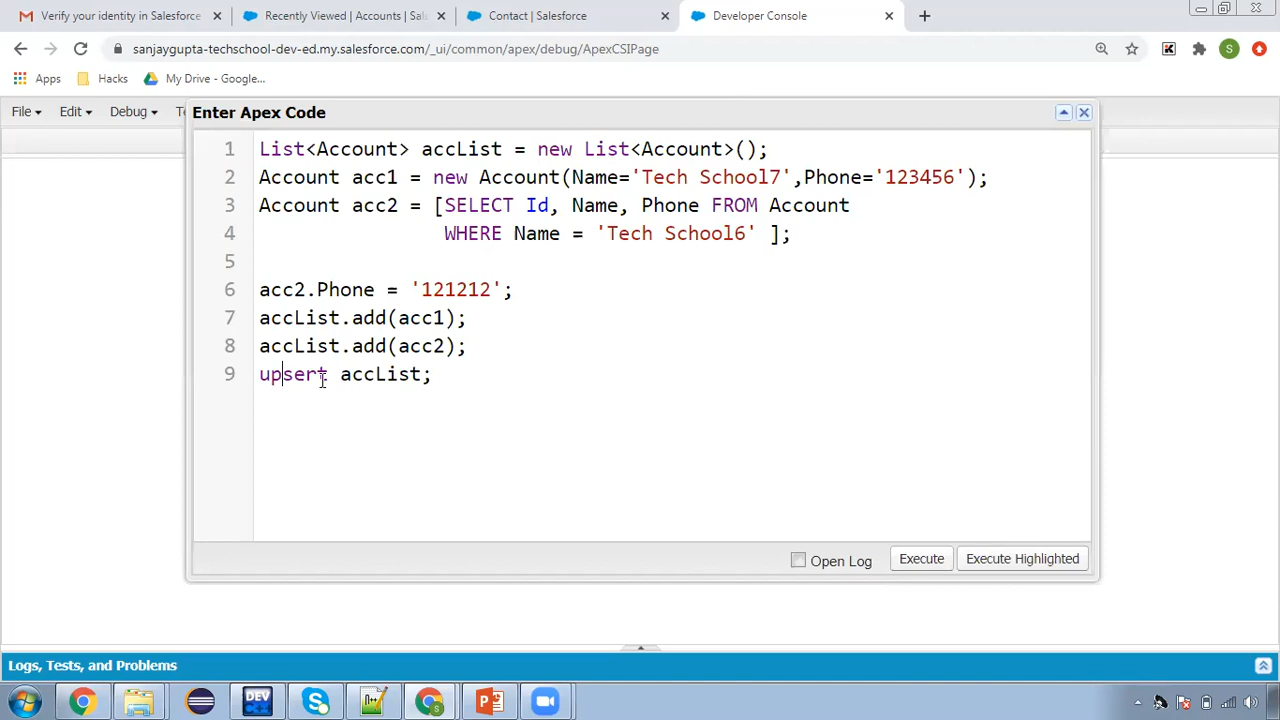 Verify your identity in Salesforce
Recently Viewed | Accounts | Sal
Contact | Salesforce
Developer Console
sanjaygupta-techschool-dev-ed.my.salesforce.com/_ui/common/apex/debug/ApexCSIPage
K
S
Apps
Hacks
My Drive - Google...
File
Edit
Debug
Enter Apex Code
1 List<Account> accList = new List<Account>();
2 Account acc1 = new Account(Name='Tech School7',Phone='123456');
3 Account acc2 = [SELECT Id, Name, Phone FROM Account
4 WHERE Name = 'Tech School6' ];
5
6 acc2.Phone = '121212';
7 accList.add(acc1);
8 accList.add(acc2);
9 upsert accList;
Open Log
Execute
Execute Highlighted
Logs, Tests, and Problems
DEV